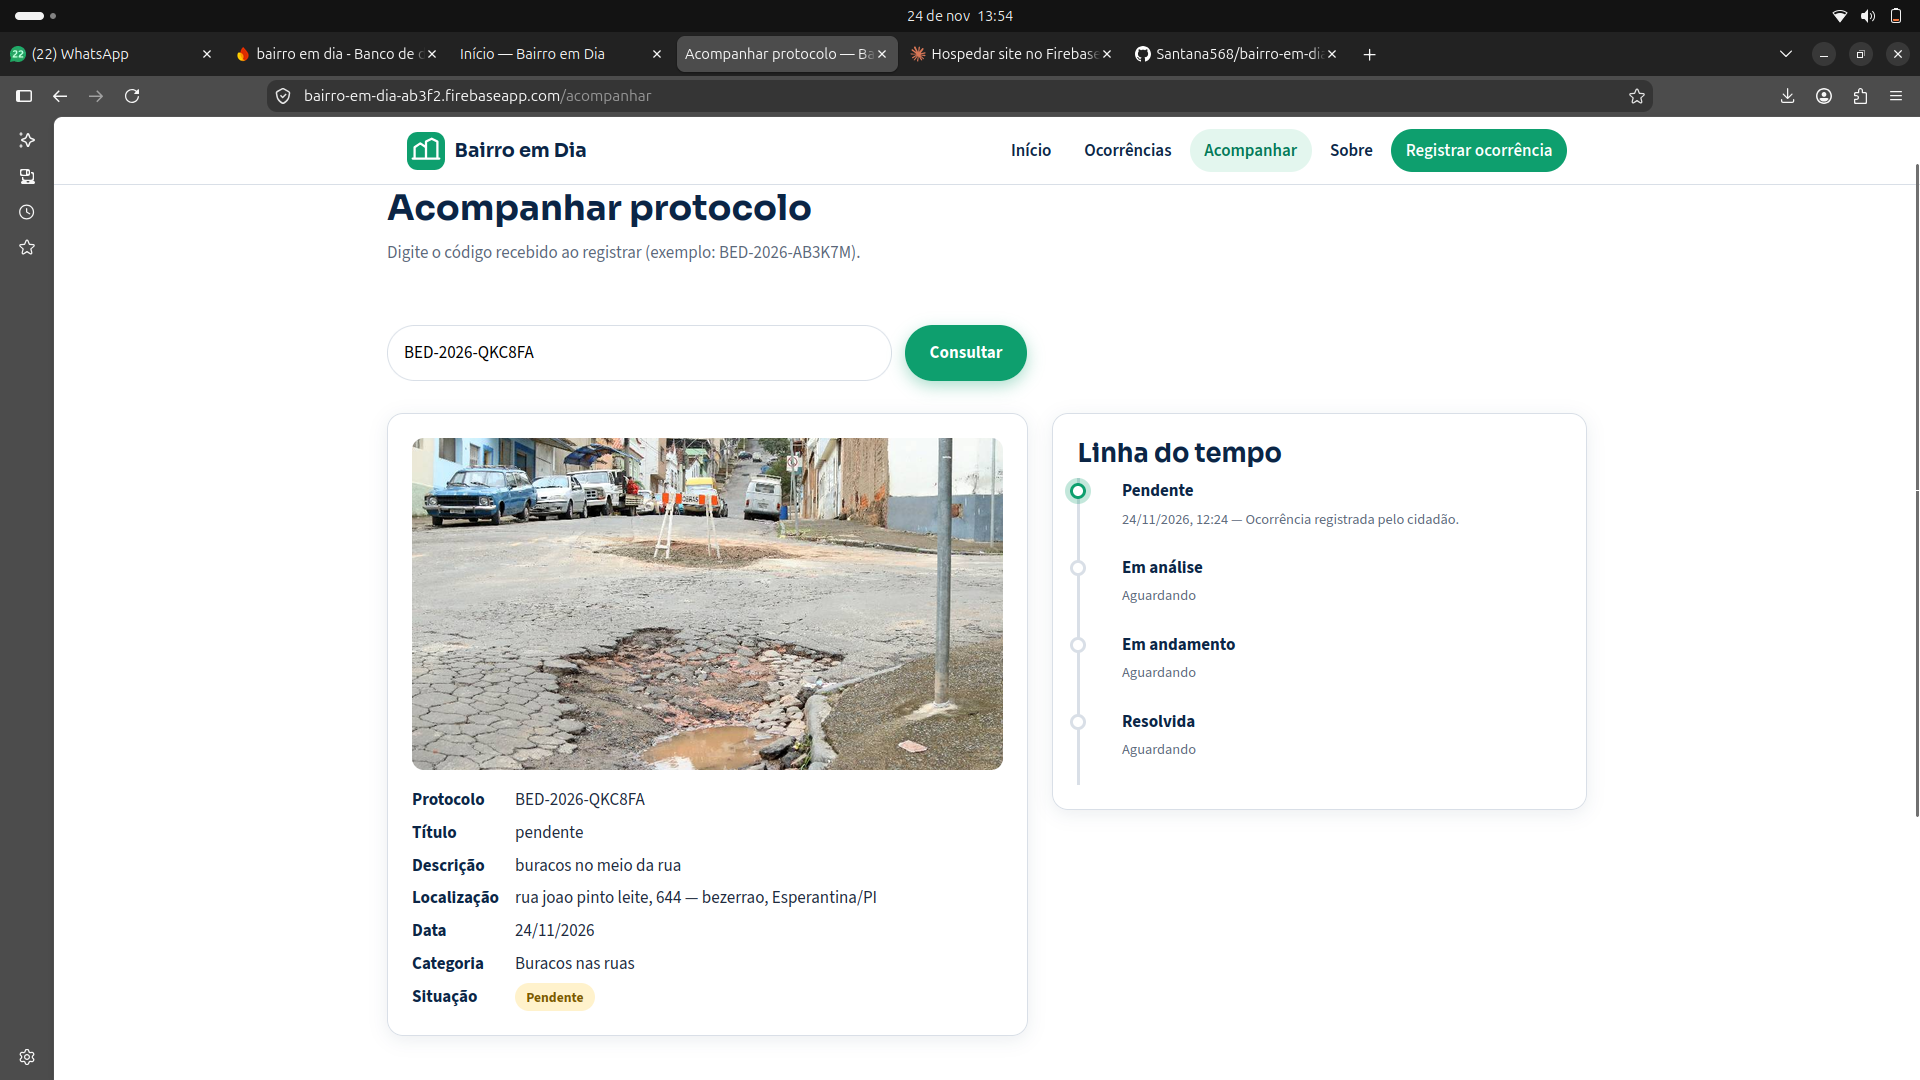 24 de nov 13:54
22 (22) WhatsApp
bairro em dia - Banco de
Início — Bairro em Dia
Acompanhar protocolo — Ba
Hospedar site no Firebase
Santana568/bairro-em-di
bairro-em-dia-ab3f2.firebaseapp.com/acompanhar
Bairro em Dia
Início
Ocorrências
Acompanhar
Sobre
Registrar ocorrência
Acompanhar protocolo
Digite o código recebido ao registrar (exemplo: BED-2026-AB3K7M).
BED-2026-QKC8FA
Consultar
OBRAS
Protocolo BED-2026-QKC8FA
Título pendente
Descrição buracos no meio da rua
Localização rua joao pinto leite, 644 — bezerrao, Esperantina/PI
Data 24/11/2026
Categoria Buracos nas ruas
Situação Pendente
Linha do tempo
Pendente
24/11/2026, 12:24 — Ocorrência registrada pelo cidadão.
Em análise
Aguardando
Em andamento
Aguardando
Resolvida
Aguardando